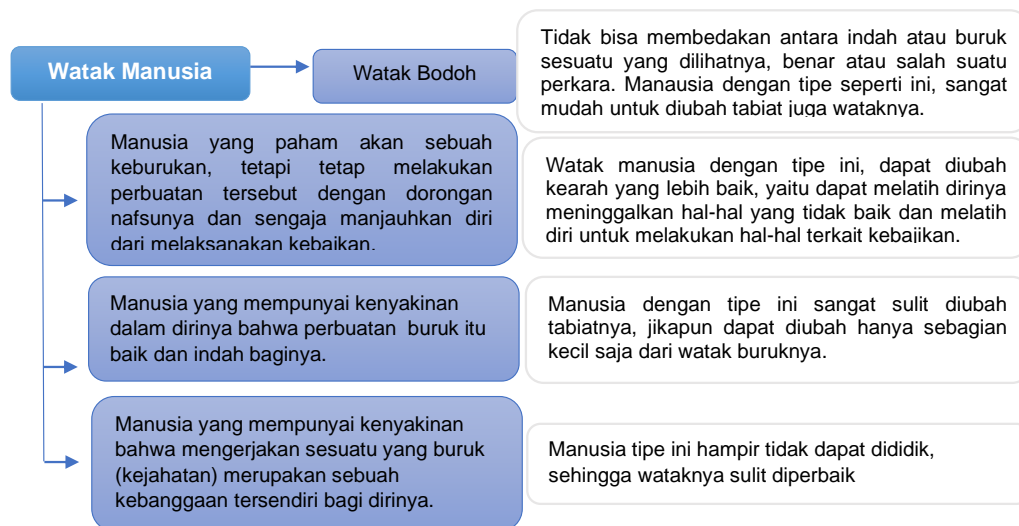 Watak Manusia
Watak Bodoh
Tidak bisa membedakan antara indah atau buruk
sesuatu yang dilihatnya, benar atau salah suatu
perkara. Manausia dengan tipe seperti ini, sangat
mudah untuk diubah tabiat juga wataknya.
Manusia yang paham akan sebuah
keburukan, tetapi tetap melakukan
perbuatan tersebut dengan dorongan
nafsunya dan sengaja manjauhkan diri
dari melaksanakan kebaikan.
Watak manusia dengan tipe ini, dapat diubah
kearah yang lebih baik, yaitu dapat melatih dirinya
meninggalkan hal-hal yang tidak baik dan melatih
diri untuk melakukan hal-hal terkait kebajikan.
Manusia yang mempunyai kenyakinan
dalam dirinya bahwa perbuatan buruk itu
baik dan indah baginya.
Manusia dengan tipe ini sangat sulit diubah
tabiatnya, jikapun dapat diubah hanya sebagian
kecil saja dari watak buruknya.
Manusia yang mempunyai kenyakinan
bahwa mengerjakan sesuatu yang buruk
(kejahatan) merupakan sebuah
kebanggaan tersendiri bagi dirinya.
Manusia tipe ini hampir tidak dapat dididik,
sehingga wataknya sulit diperbaik